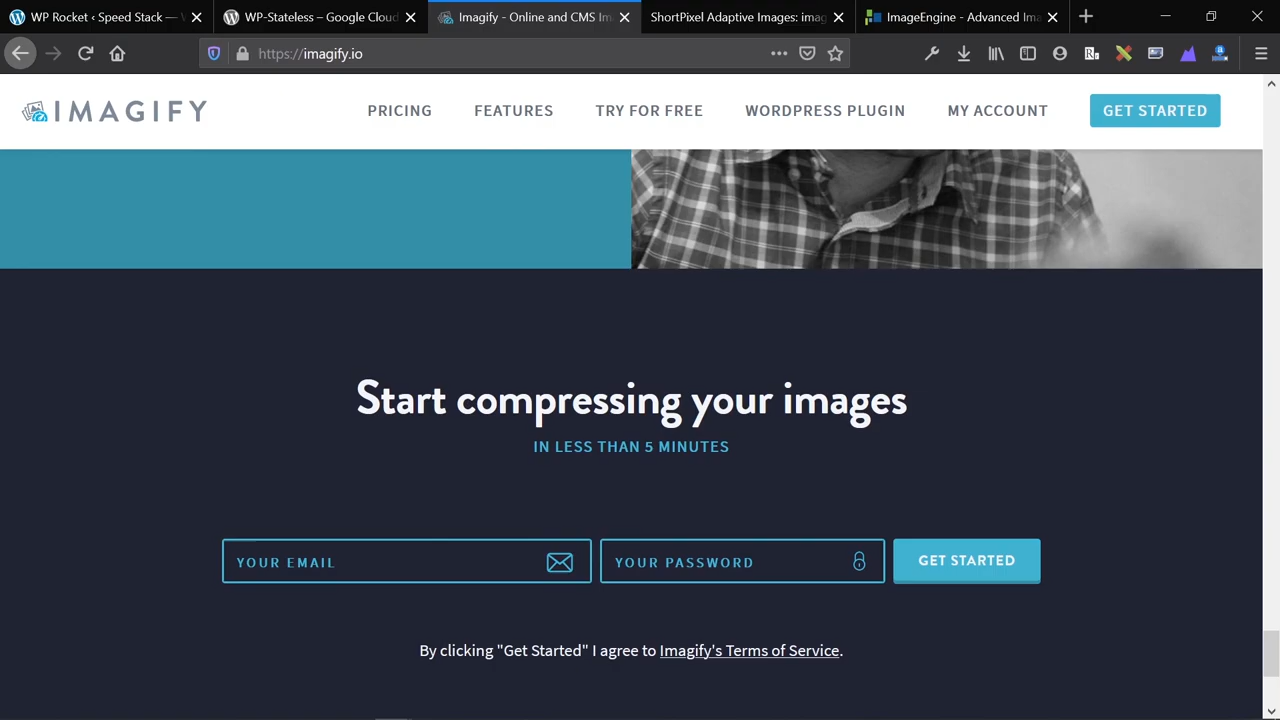 WP Rocket ‹ Speed Stack — W
WP-Stateless – Google Cloud
Imagify - Online and CMS Im
ShortPixel Adaptive Images: imag
ImageEngine - Advanced Ima
https://imagify.io
IMAGIFY
PRICING
FEATURES
TRY FOR FREE
WORDPRESS PLUGIN
MY ACCOUNT
GET STARTED
Start compressing your images
IN LESS THAN 5 MINUTES
YOUR EMAIL
YOUR PASSWORD
GET STARTED
By clicking "Get Started" I agree to Imagify's Terms of Service.